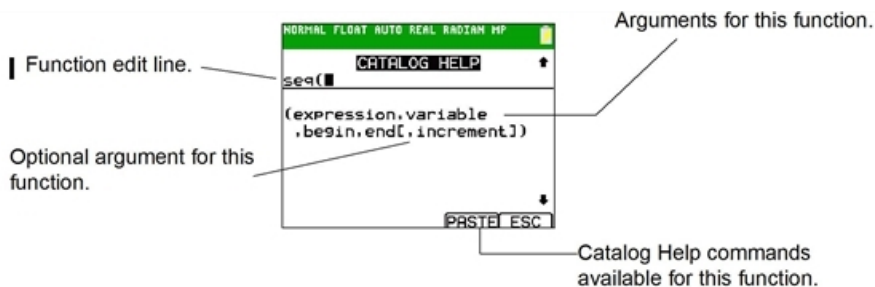 Arguments for this function.
NORMAL FLOAT AUTO REAL RADIAN MP
Function edit line.
CATALOG HELP
seq(
(expression,variable
,begin,end[,increment])
Optional argument for this
function.
PASTE ESC
Catalog Help commands
available for this function.